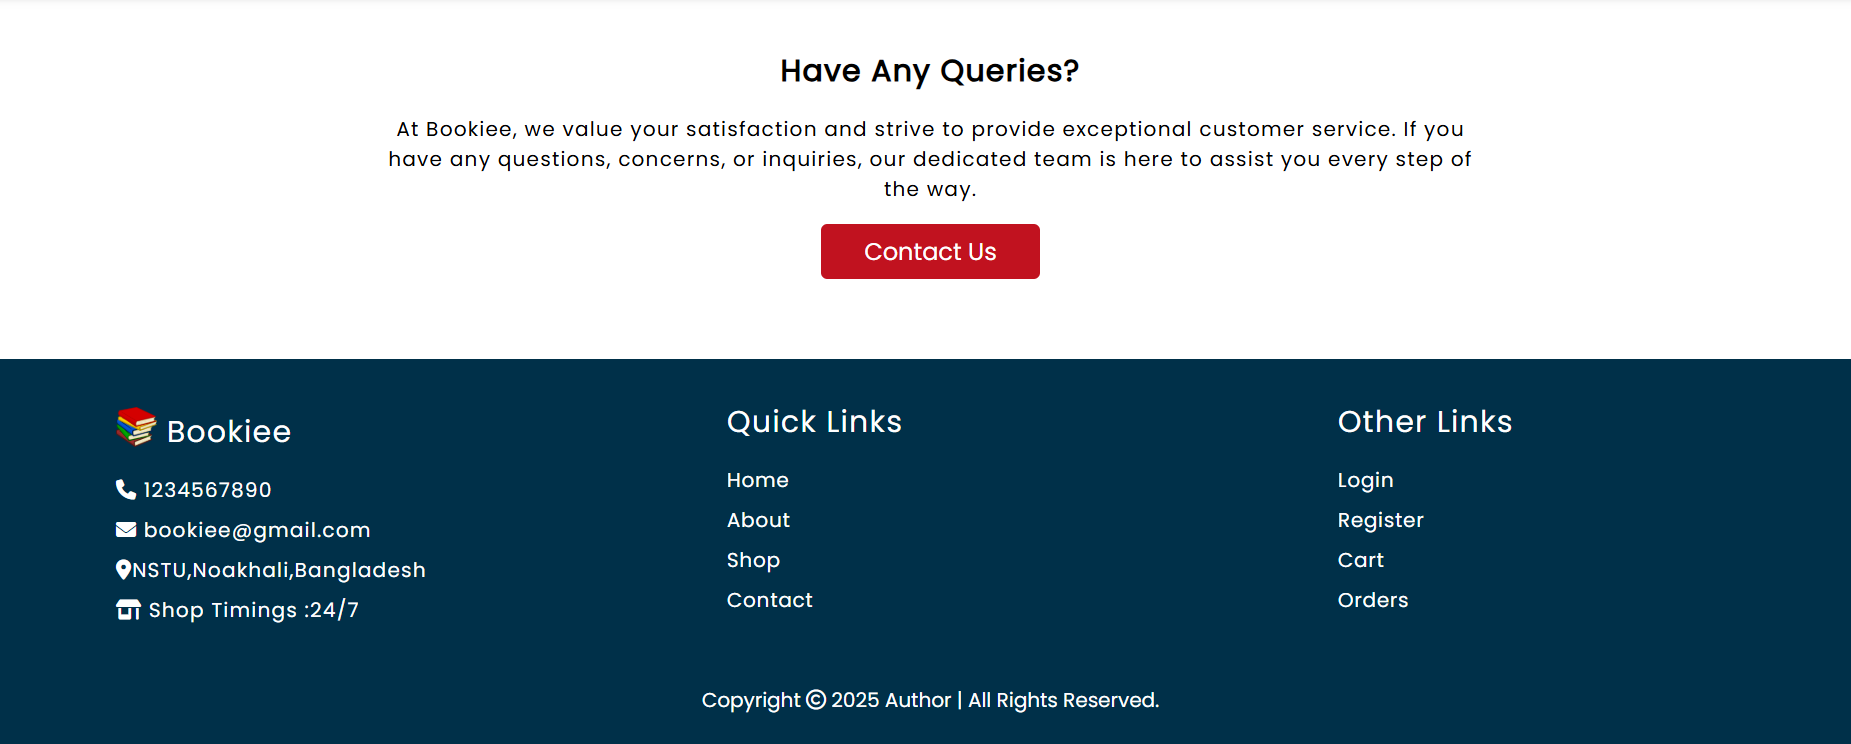 Have Any Queries?
At Bookiee, we value your satisfaction and strive to provide exceptional customer service. If you
have any questions, concerns, or inquiries, our dedicated team is here to assist you every step of
the way.
Contact Us
Bookiee
1234567890
bookiee@gmail.com
NSTU,Noakhali,Bangladesh
Shop Timings :24/7
Quick Links
Home
About
Shop
Contact
Other Links
Login
Register
Cart
Orders
Copyright © 2025 Author | All Rights Reserved.